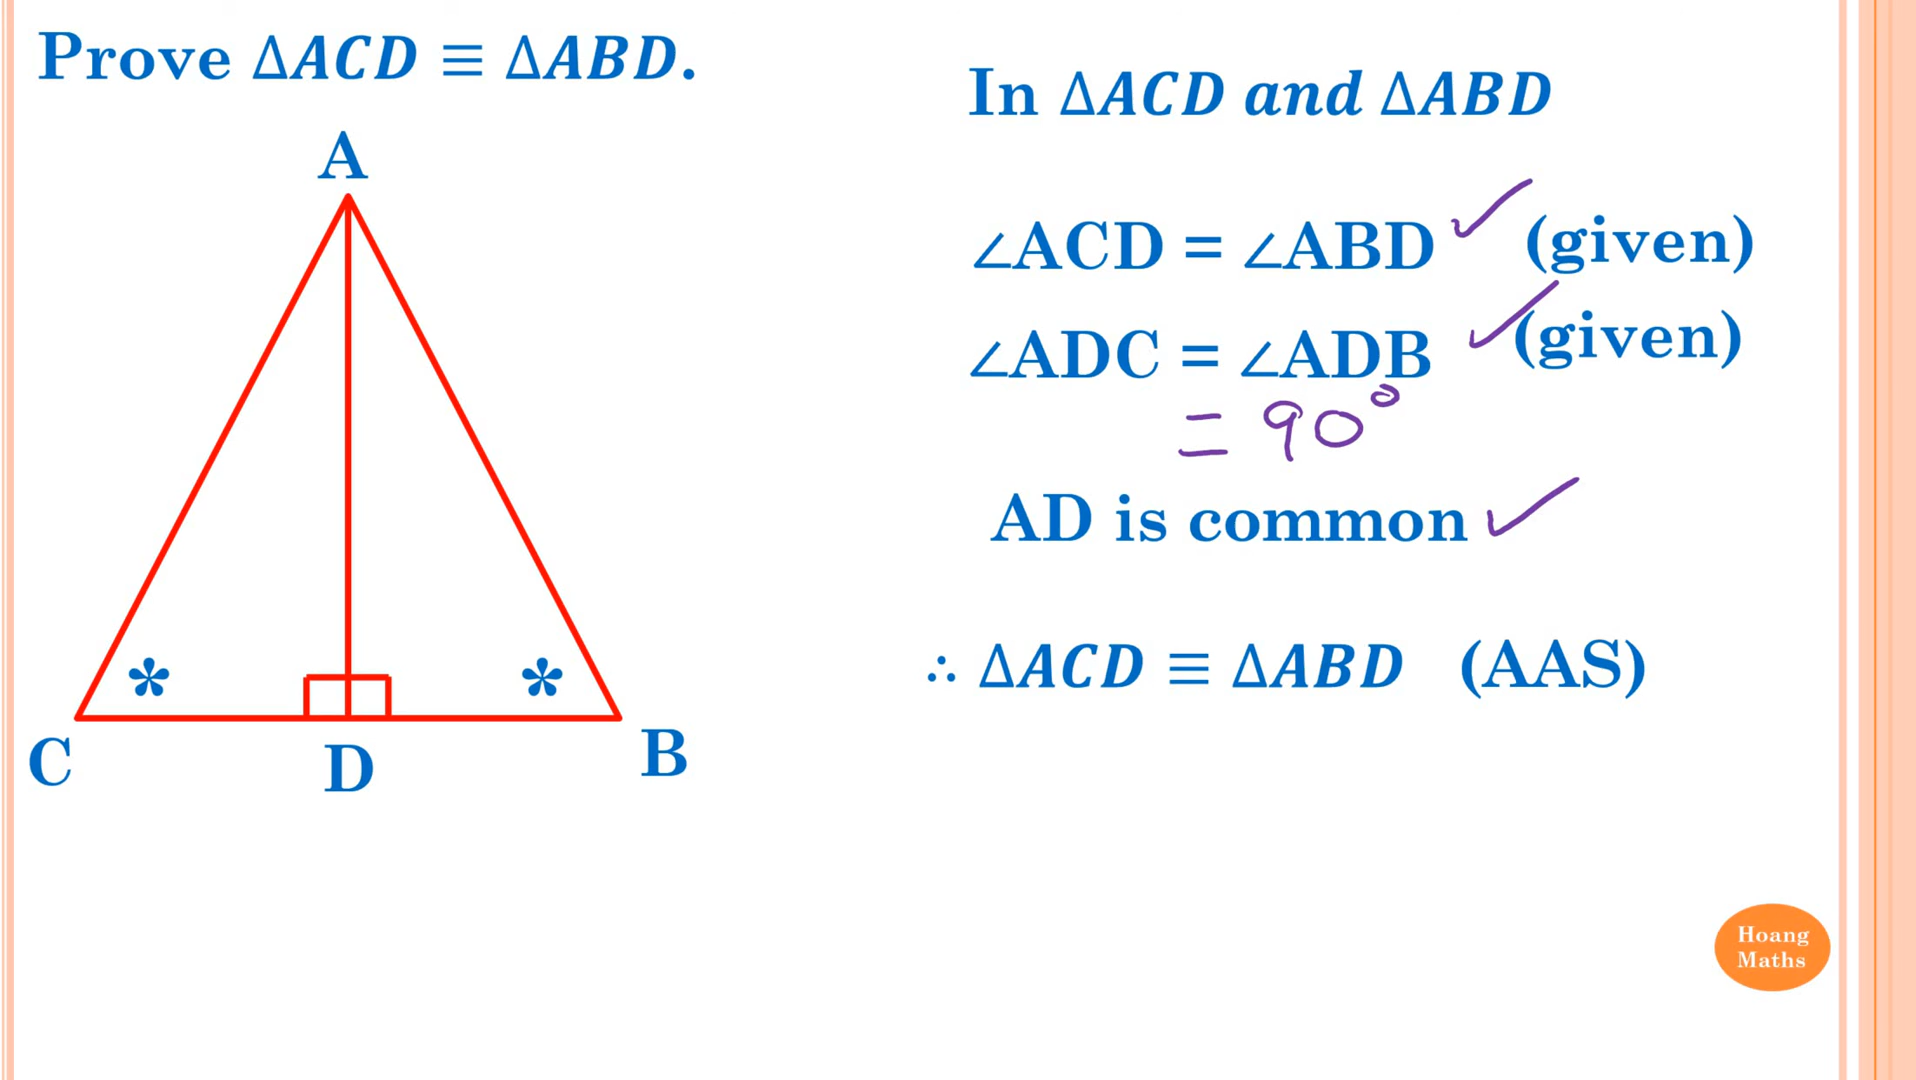 Prove ΔACD ≡ ΔABD.
A
* *
C D B
In ΔACD and ΔABD
∠ACD = ∠ABD ✓ (given)
∠ADC = ∠ADB ✓ (given)
= 90°
AD is common ✓
∴ ΔACD ≡ ΔABD (AAS)
Hoang
Maths